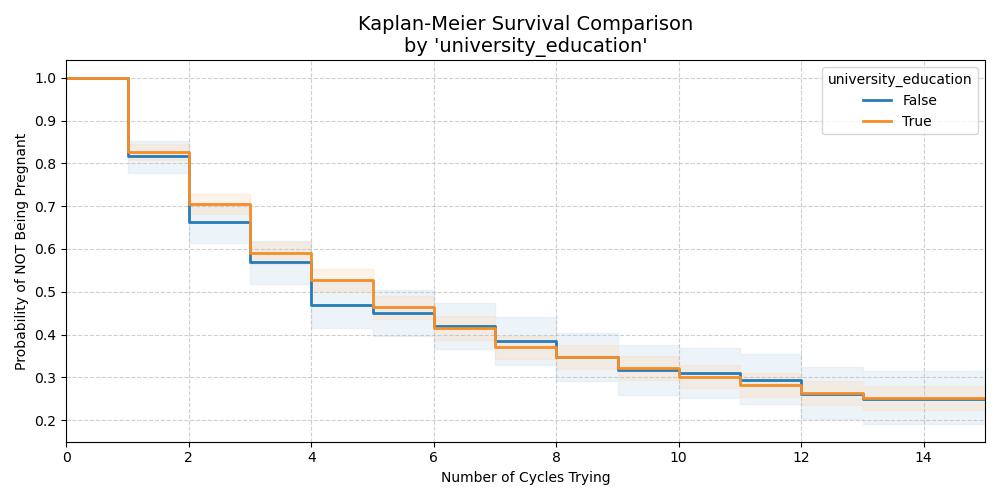 Kaplan-Meier Survival Comparison
by 'university_education'
Probability of NOT Being Pregnant
1.0
0.9
0.8
0.7
0.6
0.5
0.4
0.3
0.2
university_education
False
True
0 2 4 6 8 10 12 14
Number of Cycles Trying